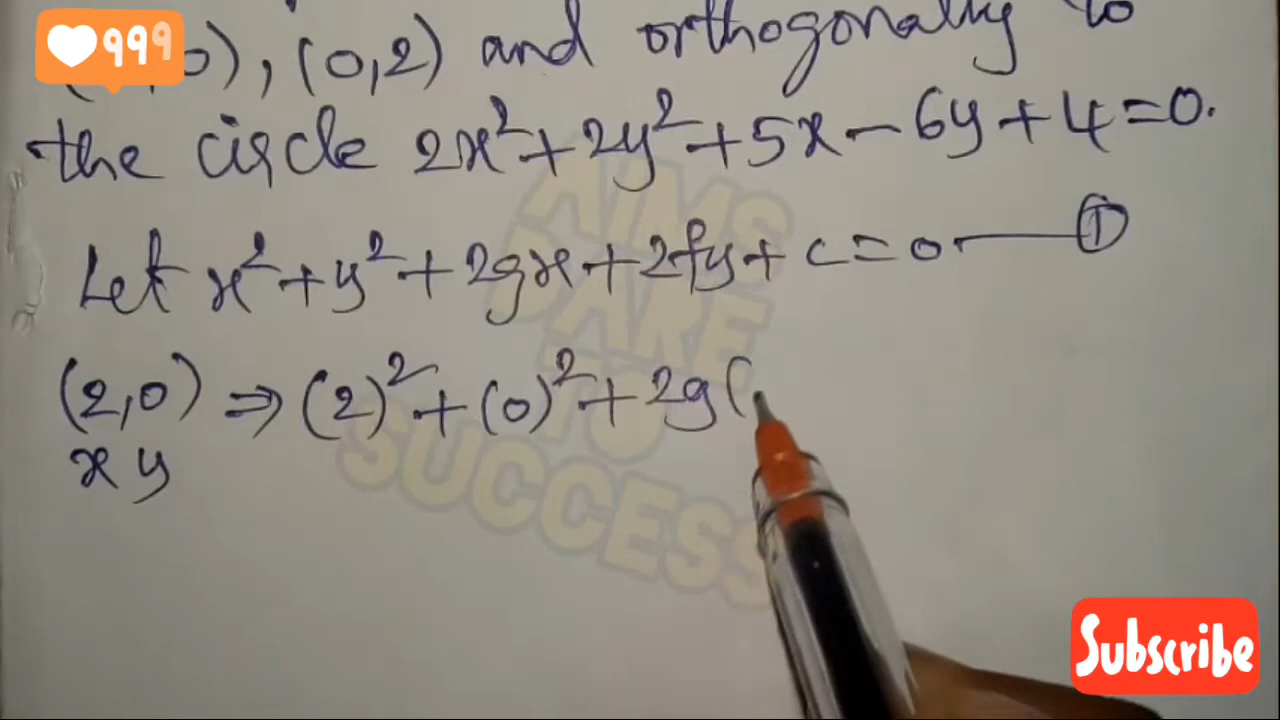 999
0), (0,2) and orthogonally to
the circle 2x²+2y²+5x-6y+4=0.
Let x²+y²+2gx+2fy+c=0 — ①
(2,0) ⇒ (2)²+(0)²+2g(
x y
AIMS
DARE
TO
SUCCESS
Subscribe